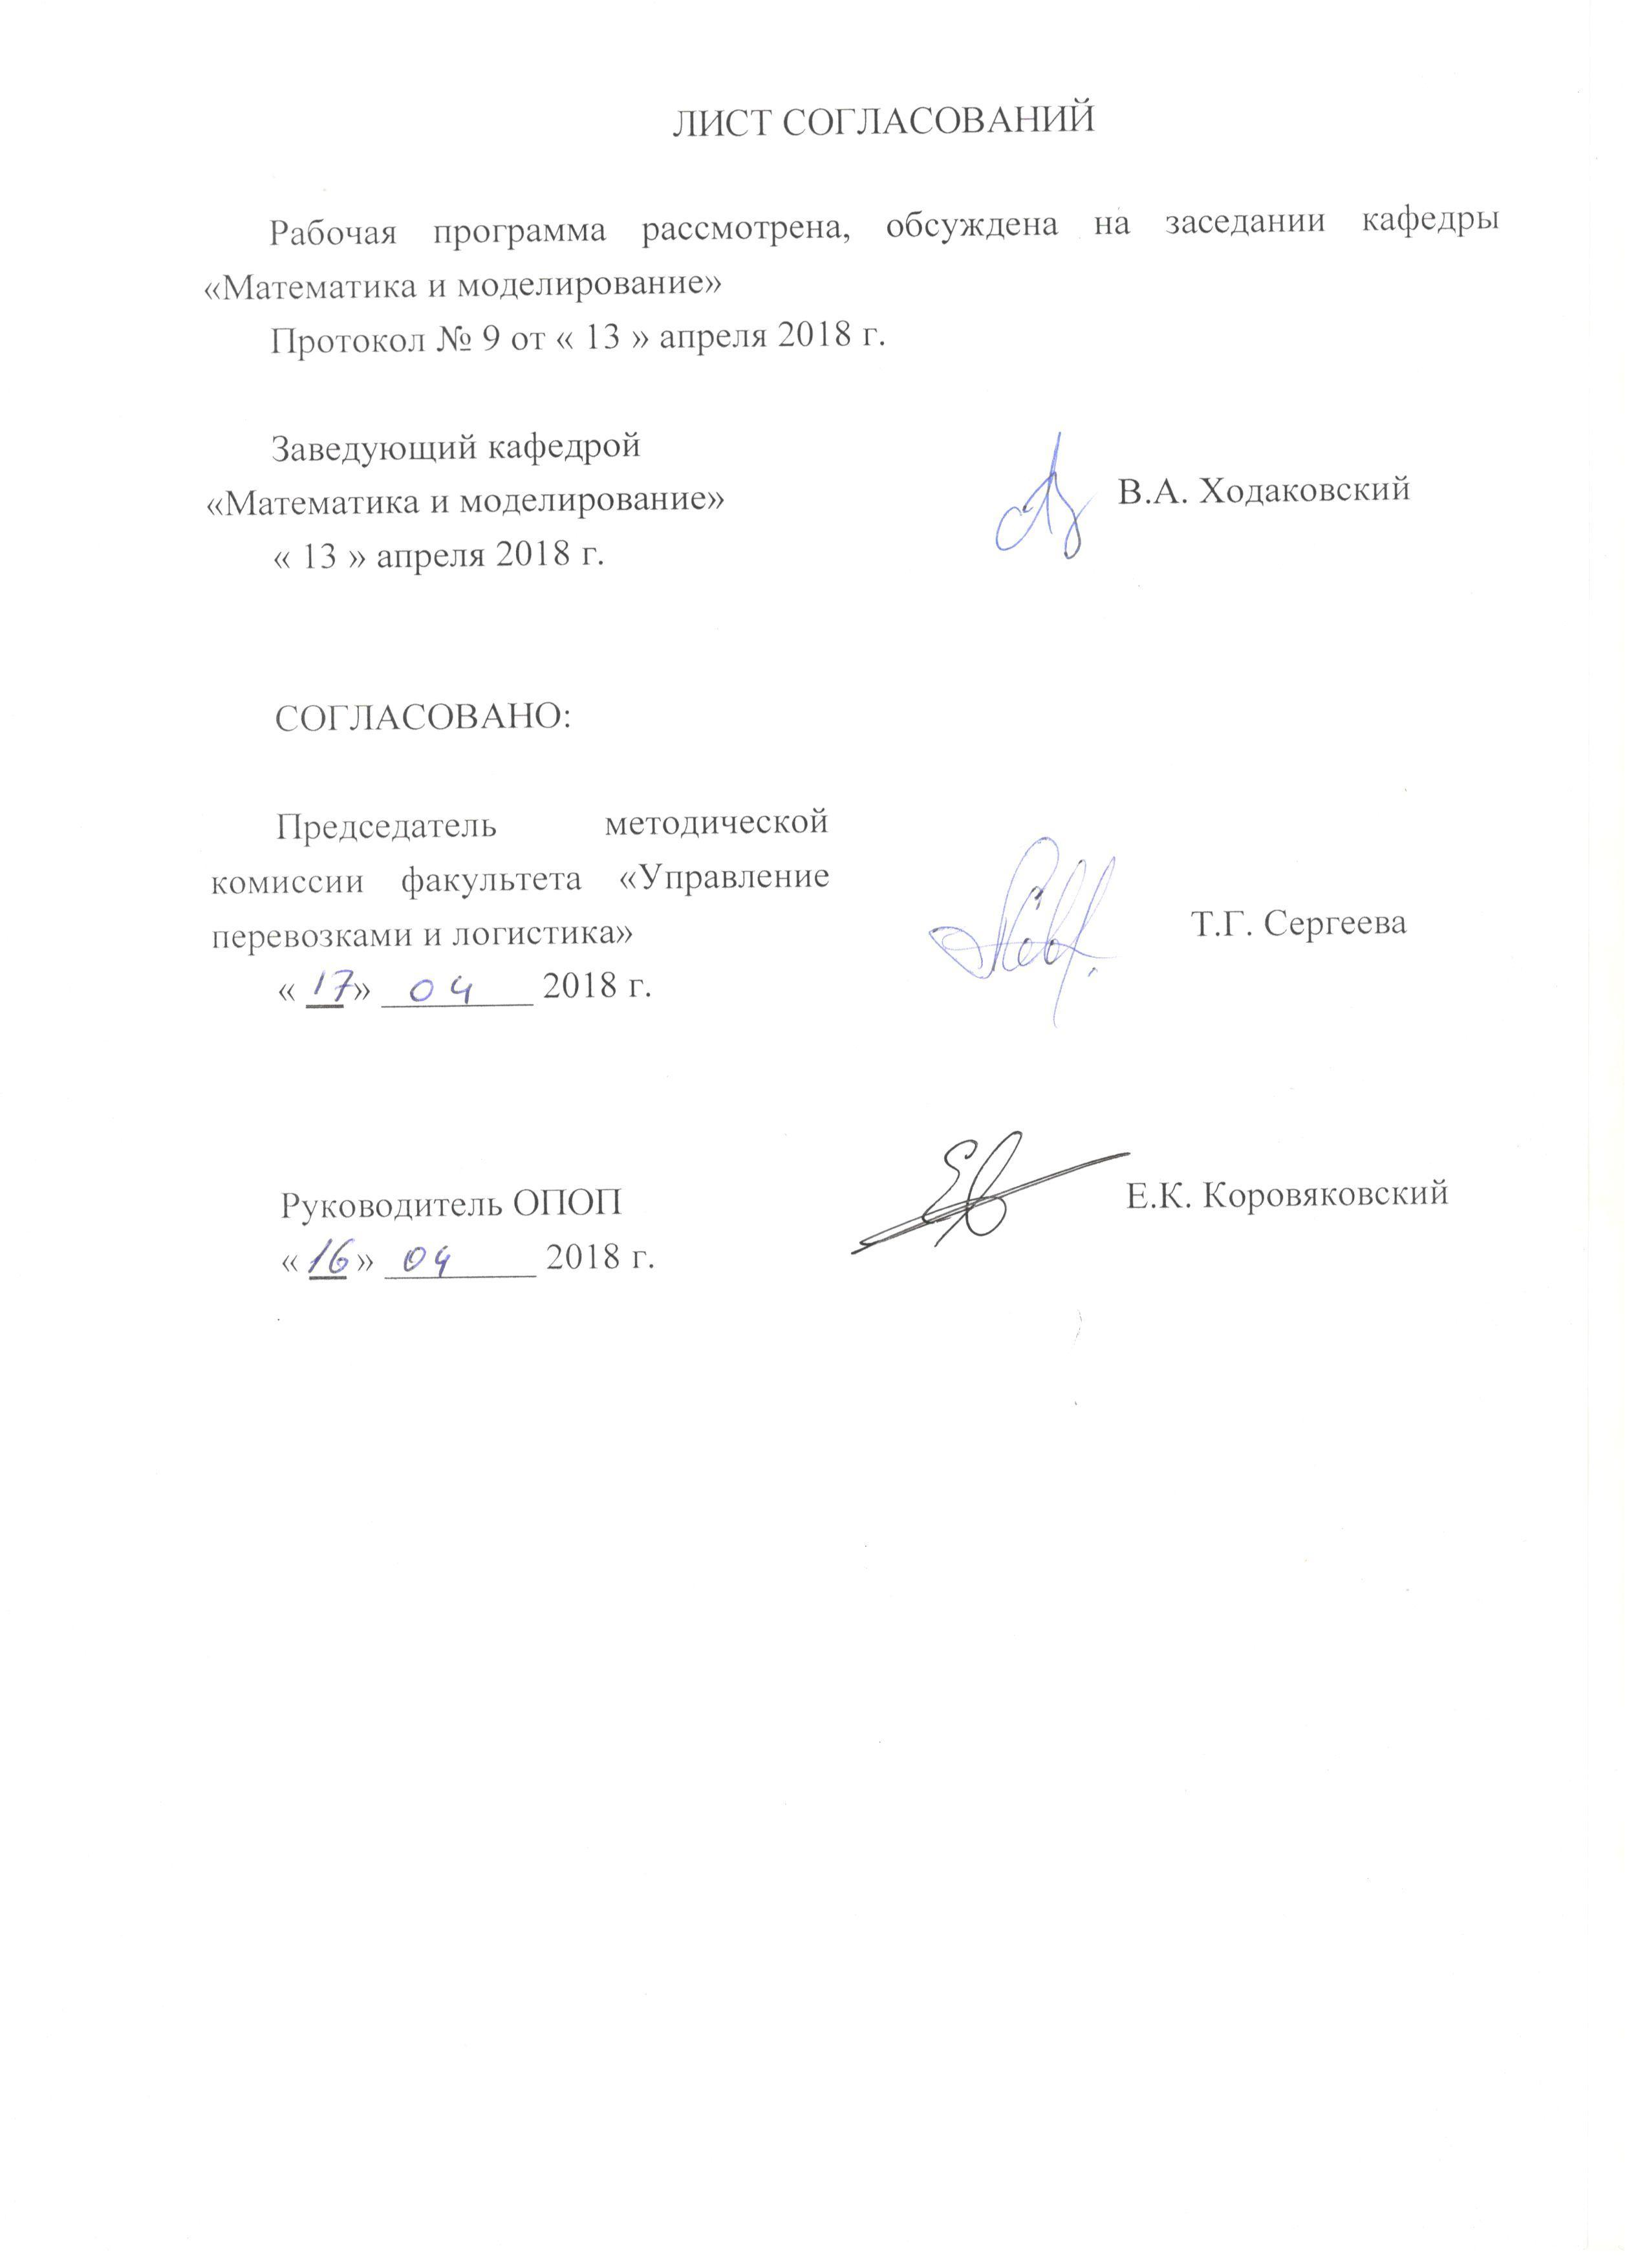 ЛИСТ СОГЛАСОВАНИЙ
Рабочая программа рассмотрена, обсуждена на заседании кафедры
«Математика и моделирование»
Протокол № 9 от « 13 » апреля 2018 г.
Заведующий кафедрой
«Математика и моделирование»
В.А. Ходаковский
« 13 » апреля 2018 г.
СОГЛАСОВАНО:
Председатель методической
комиссии факультета «Управление
перевозками и логистика»
Т.Г. Сергеева
« 17 » 04 2018 г.
Руководитель ОПОП
Е.К. Коровяковский
« 16 » 04 2018 г.